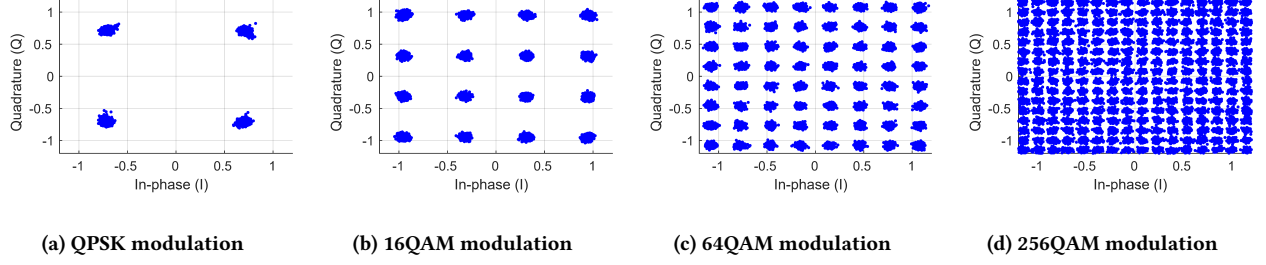 1
0.5
0
-0.5
-1
Quadrature (Q)
-1 -0.5 0 0.5 1
In-phase (I)
(a) QPSK modulation
1
0.5
0
-0.5
-1
Quadrature (Q)
-1 -0.5 0 0.5 1
In-phase (I)
(b) 16QAM modulation
1
0.5
0
-0.5
-1
Quadrature (Q)
-1 -0.5 0 0.5 1
In-phase (I)
(c) 64QAM modulation
1
0.5
0
-0.5
-1
Quadrature (Q)
-1 -0.5 0 0.5 1
In-phase (I)
(d) 256QAM modulation